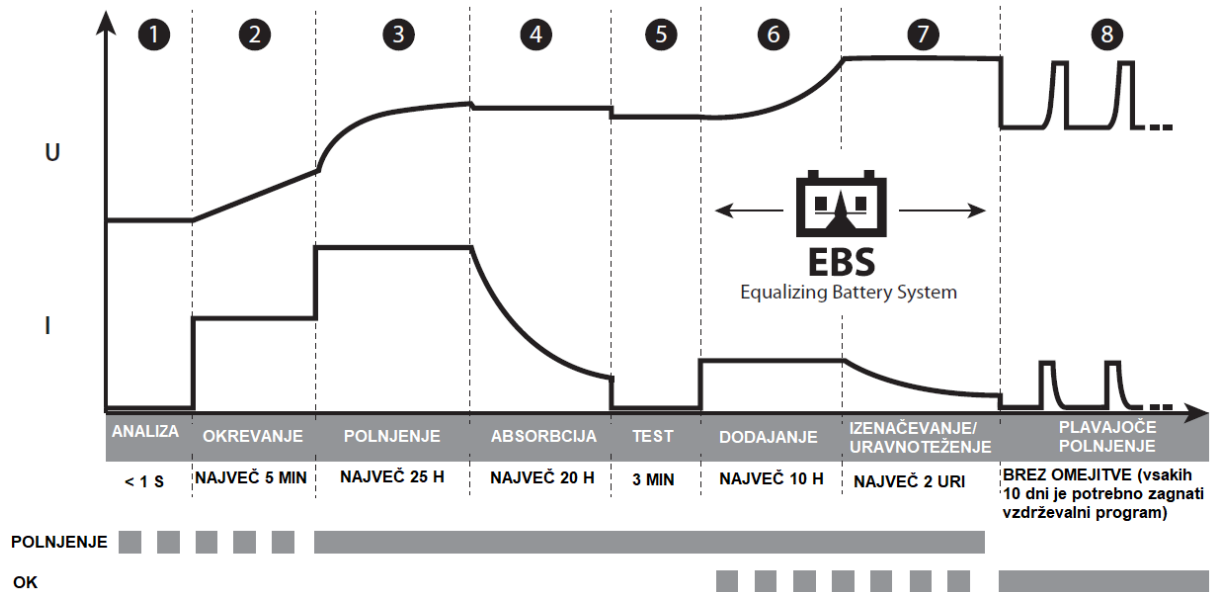 1 2 3 4 5 6 7 8
U
EBS
Equalizing Battery System
I
ANALIZA
OKREVANJE
POLNJENJE
ABSORBCIJA
TEST
DODAJANJE
IZENAČEVANJE/
URAVNOTEŽENJE
PLAVAJOČE
POLNJENJE
< 1 S
NAJVEČ 5 MIN
NAJVEČ 25 H
NAJVEČ 20 H
3 MIN
NAJVEČ 10 H
NAJVEČ 2 URI
BREZ OMEJITVE (vsakih
10 dni je potrebno zagnati
vzdrževalni program)
POLNJENJE
OK